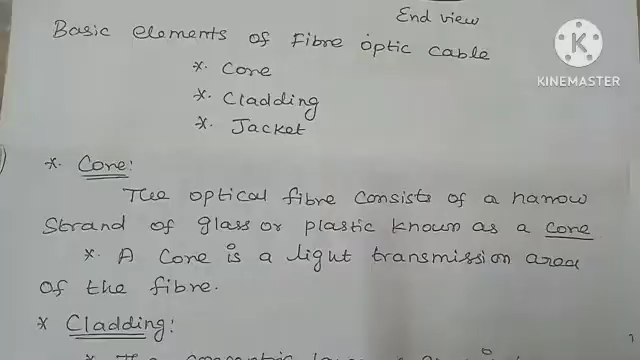 End view
Basic elements of Fibre optic cable
*. Core
*. Cladding
*. Jacket
K
KINEMASTER
*. Core:
The optical fibre consists of a narrow
strand of glass or plastic known as a core
*. A core is a light transmission area
of the fibre.
* Cladding: